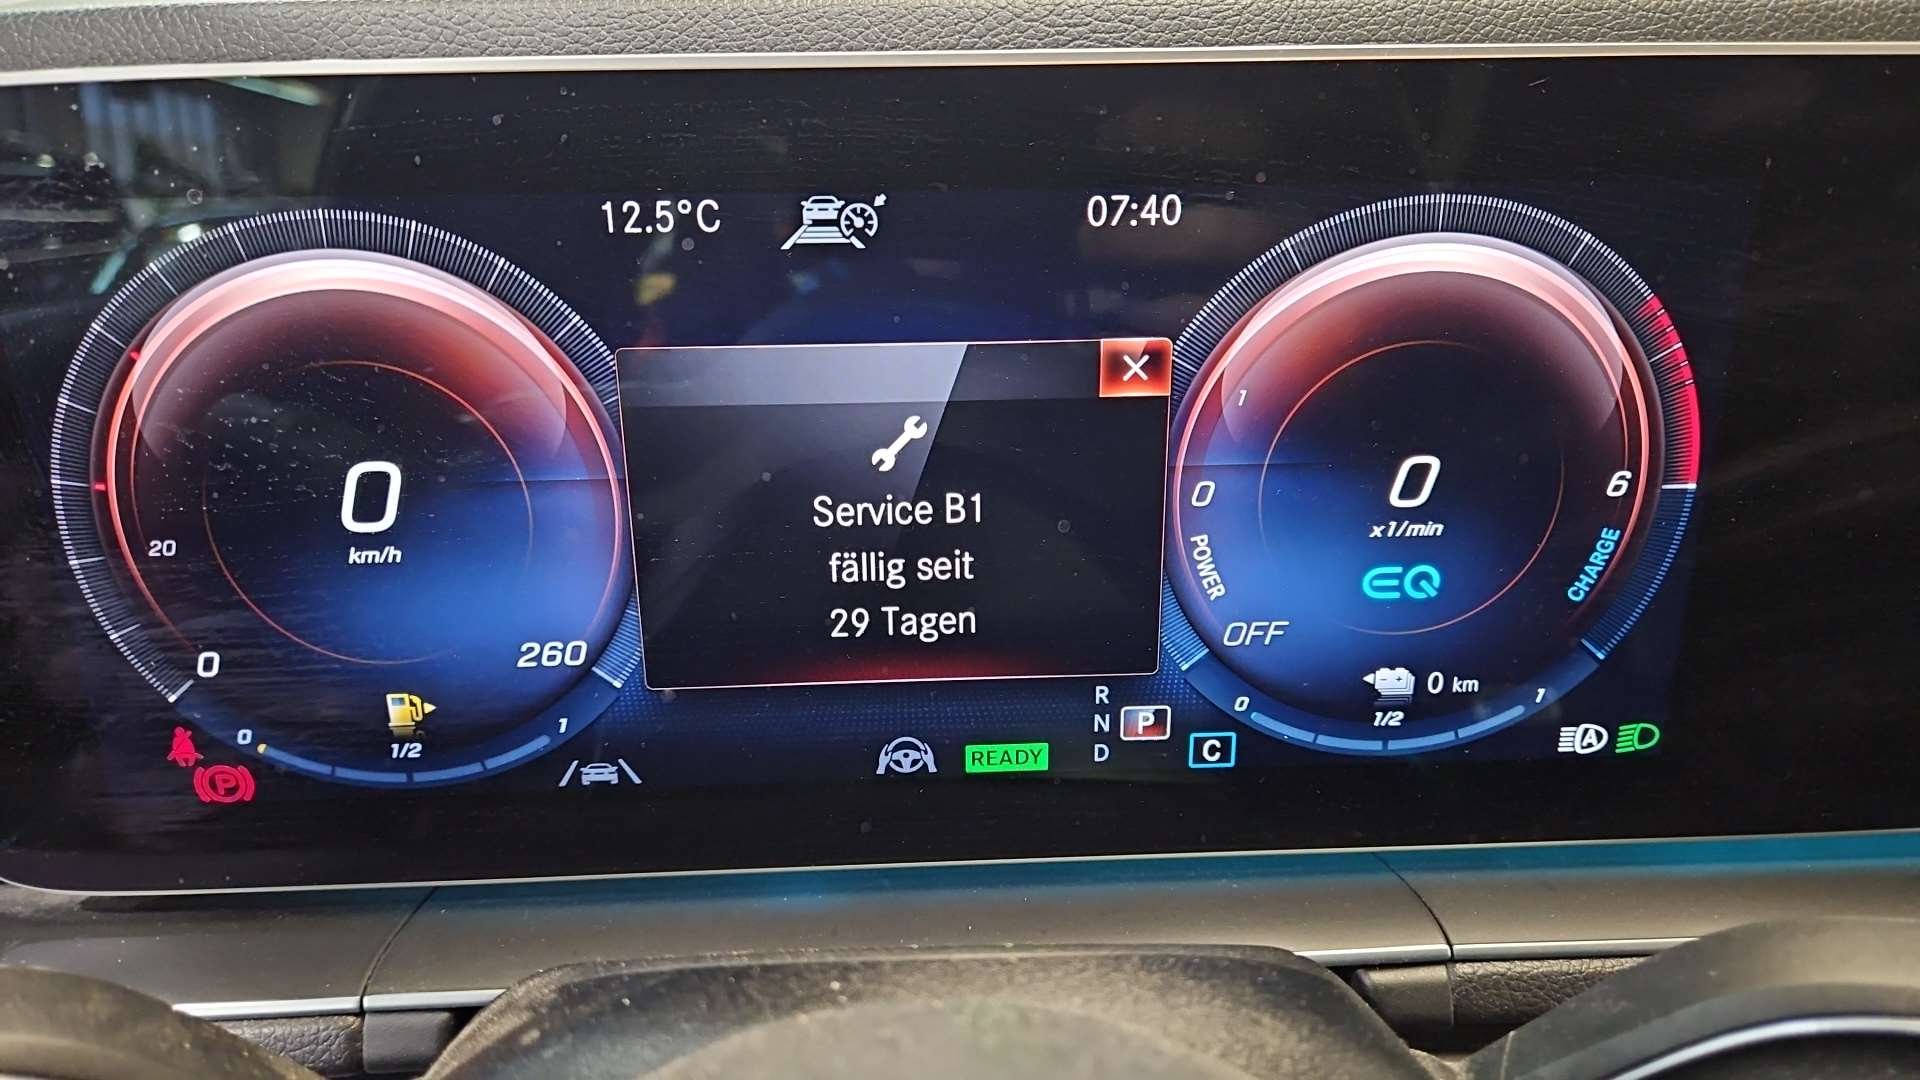 12.5°C
07:40
Service B1
fällig seit
29 Tagen
0
km/h
20
0
260
0
1/2
1
1
0
x1/min
0
6
POWER
CHARGE
EQ
OFF
0 km
0
1/2
1
R
N
D
P
C
READY
P
A